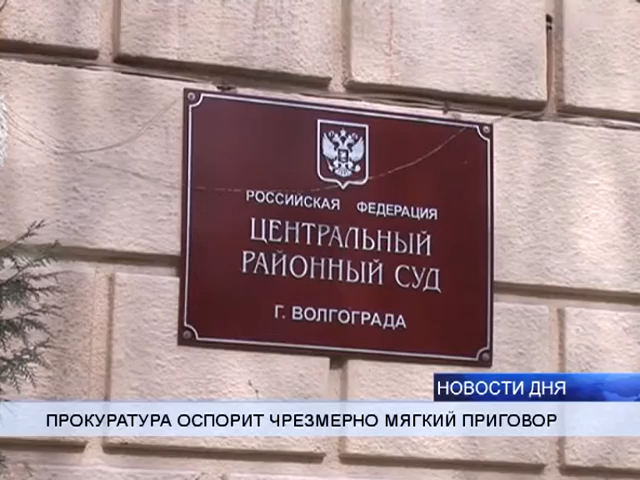 РОССИЙСКАЯ ФЕДЕРАЦИЯ
ЦЕНТРАЛЬНЫЙ
РАЙОННЫЙ СУД
Г. ВОЛГОГРАДА
НОВОСТИ ДНЯ
ПРОКУРАТУРА ОСПОРИТ ЧРЕЗМЕРНО МЯГКИЙ ПРИГОВОР